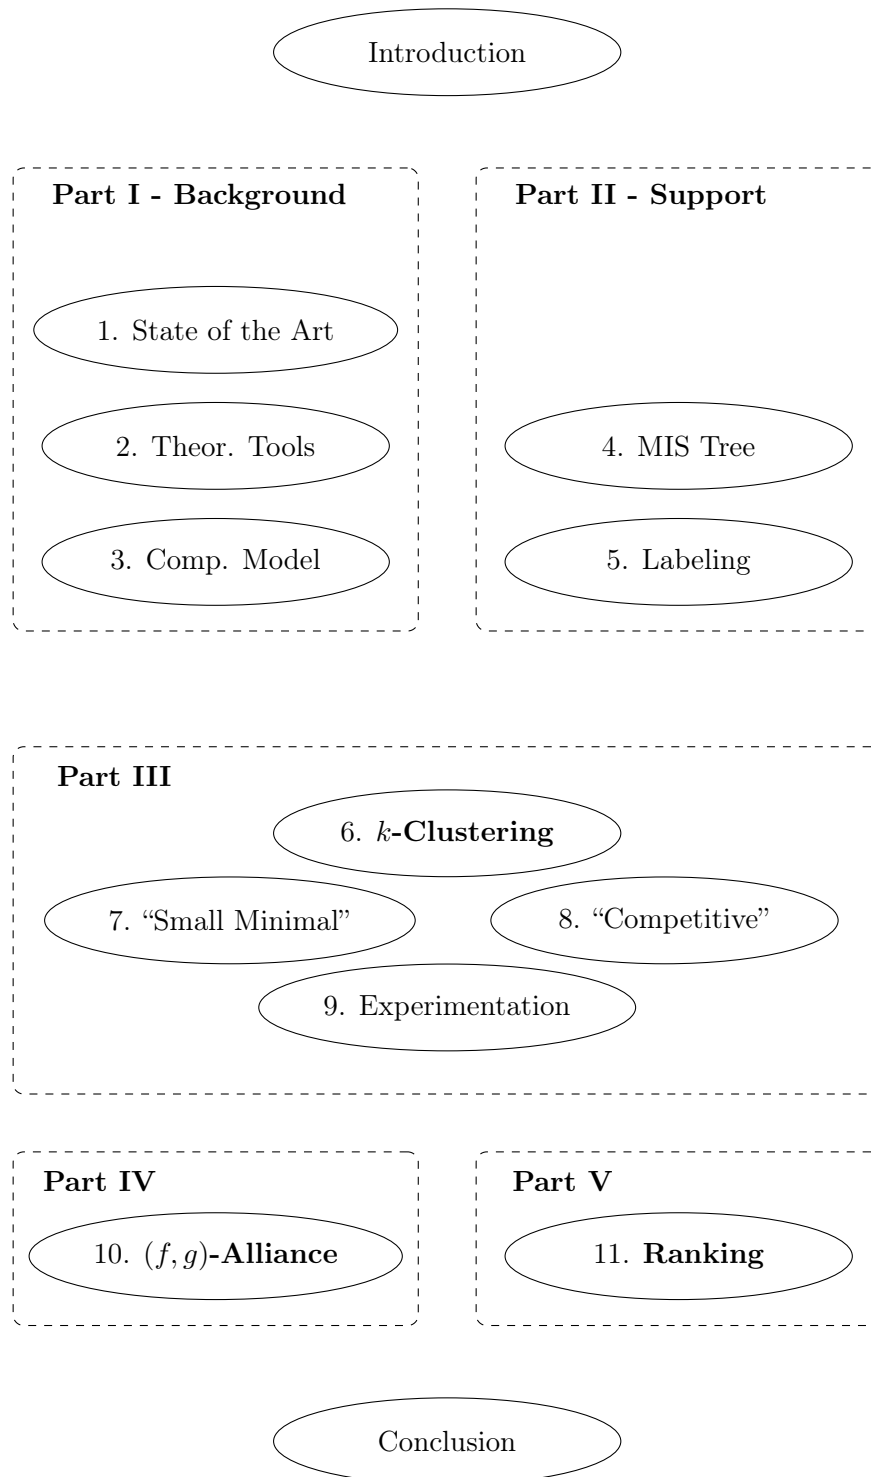 Introduction
Part I - Background
1. State of the Art
2. Theor. Tools
3. Comp. Model
Part II - Support
4. MIS Tree
5. Labeling
Part III
6. k-Clustering
7. “Small Minimal”
8. “Competitive”
9. Experimentation
Part IV
10. (f, g)-Alliance
Part V
11. Ranking
Conclusion